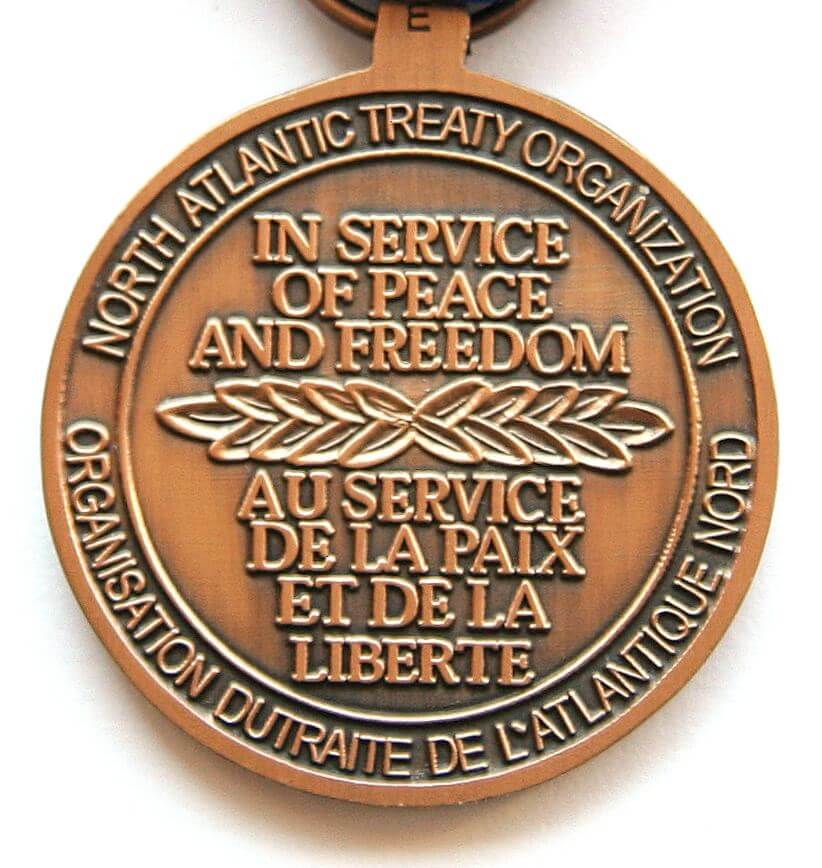 E
NORTH ATLANTIC TREATY ORGANIZATION
IN SERVICE
OF PEACE
AND FREEDOM
AU SERVICE
DE LA PAIX
ET DE LA
LIBERTE
ORGANISATION DUTRAITE DE L`ATLANTIQUE NORD